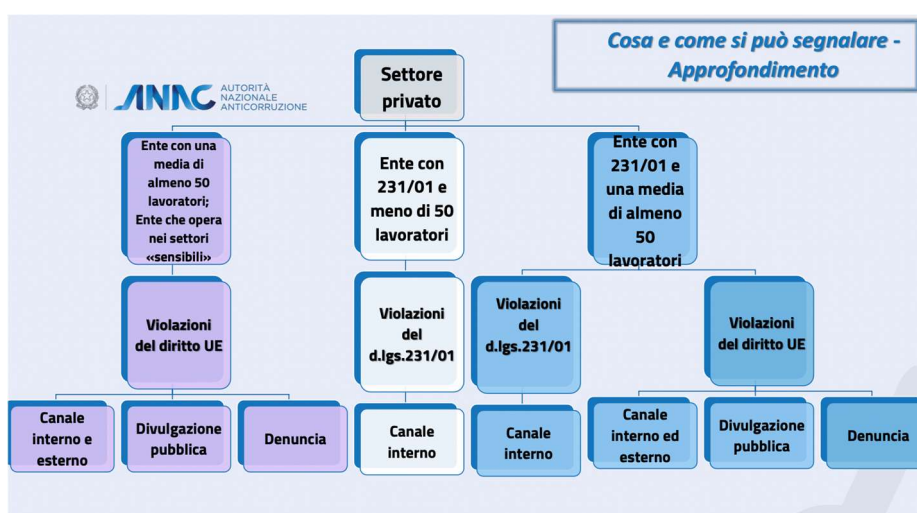 Cosa e come si può segnalare -
Approfondimento
ANAC
AUTORITÀ
NAZIONALE
ANTICORRUZIONE
Settore
privato
Ente con una
media di
almeno 50
lavoratori;
Ente che opera
nei settori
«sensibili»
Ente con
231/01 e
meno di 50
lavoratori
Ente con
231/01 e
una media
di almeno
50
lavoratori
Violazioni
del diritto UE
Violazioni
del
d.lgs.231/01
Violazioni
del
d.lgs.231/01
Violazioni
del diritto UE
Canale
interno e
esterno
Divulgazione
pubblica
Denuncia
Canale
interno
Canale
interno
Canale
interno ed
esterno
Divulgazione
pubblica
Denuncia